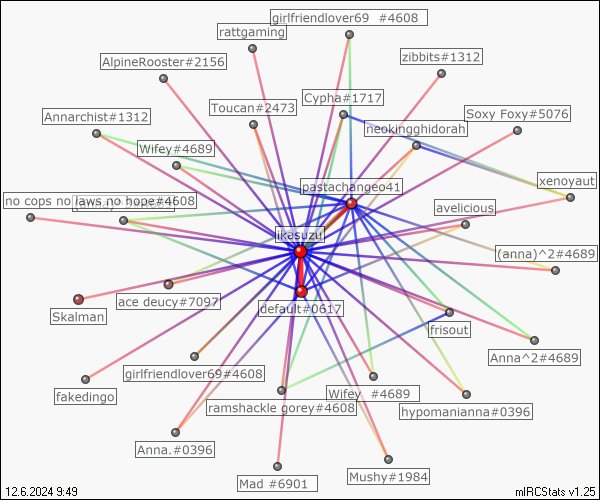 girlfriendlover69 #4608
rattgaming
zibbits#1312
AlpineRooster#2156
Cypha#1717
Toucan#2473
Soxy Foxy#5076
Annarchist#1312
neokingghidorah
Wifey#4689
xenoyaut
pastachangeo41
no cops no laws no hope#4608
avelicious
ikasuzu
(anna)^2#4689
ace deucy#7097
default#0617
Skalman
frisout
Anna^2#4689
girlfriendlover69#4608
fakedingo
Wifey #4689
ramshackle gorey#4608
hypomanianna#0396
Anna.#0396
Mad #6901
Mushy#1984
12.6.2024 9:49
mIRCStats v1.25